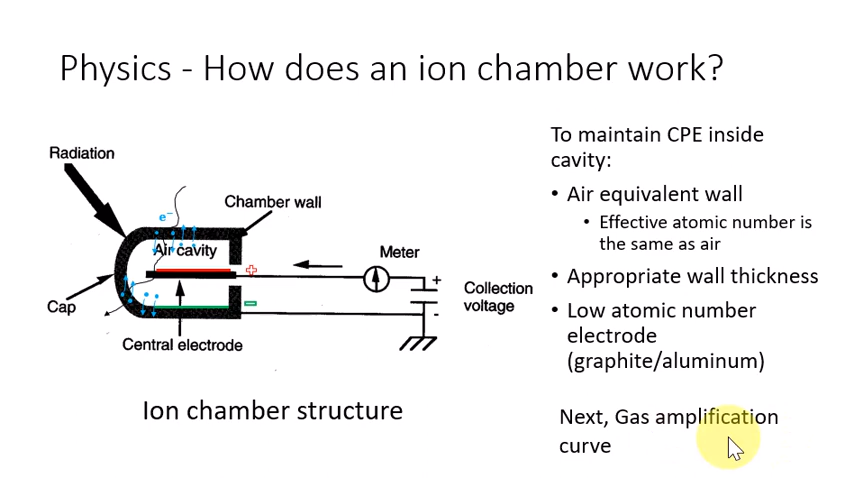 Physics - How does an ion chamber work?
Radiation
Chamber wall
e⁻
Air cavity
+
-
Meter
+
-
Collection
voltage
Cap
Central electrode
Ion chamber structure
To maintain CPE inside
cavity:
• Air equivalent wall
• Effective atomic number is
the same as air
• Appropriate wall thickness
• Low atomic number
electrode
(graphite/aluminum)
Next, Gas amplification
curve